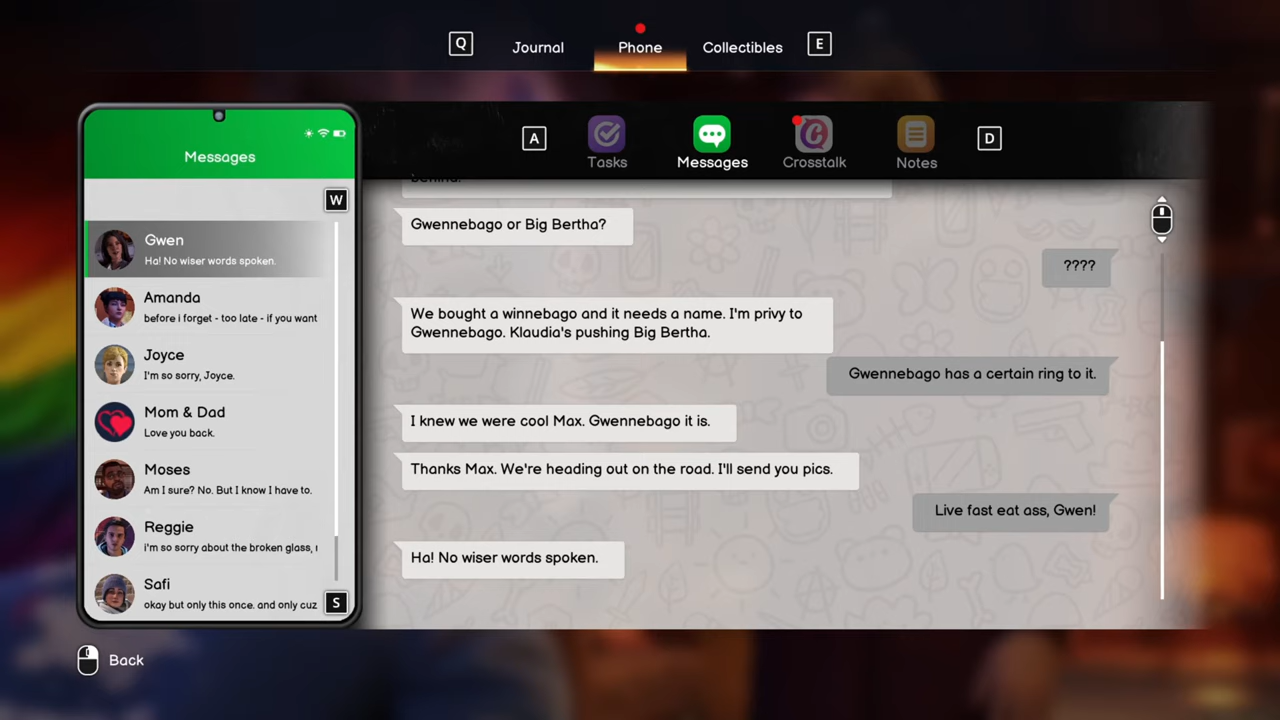 Q
Journal
Phone
Collectibles
E
Messages
W
Gwen
Ha! No wiser words spoken.
Amanda
before i forget - too late - if you want
Joyce
I'm so sorry, Joyce.
Mom & Dad
Love you back.
Moses
Am I sure? No. But I know I have to.
Reggie
i'm so sorry about the broken glass,
Safi
okay but only this once. and only cuz
S
A
Tasks
Messages
Crosstalk
Notes
D
Gwennebago or Big Bertha?
????
We bought a winnebago and it needs a name. I'm privy to
Gwennebago. Klaudia's pushing Big Bertha.
Gwennebago has a certain ring to it.
I knew we were cool Max. Gwennebago it is.
Thanks Max. We're heading out on the road. I'll send you pics.
Live fast eat ass, Gwen!
Ha! No wiser words spoken.
Back